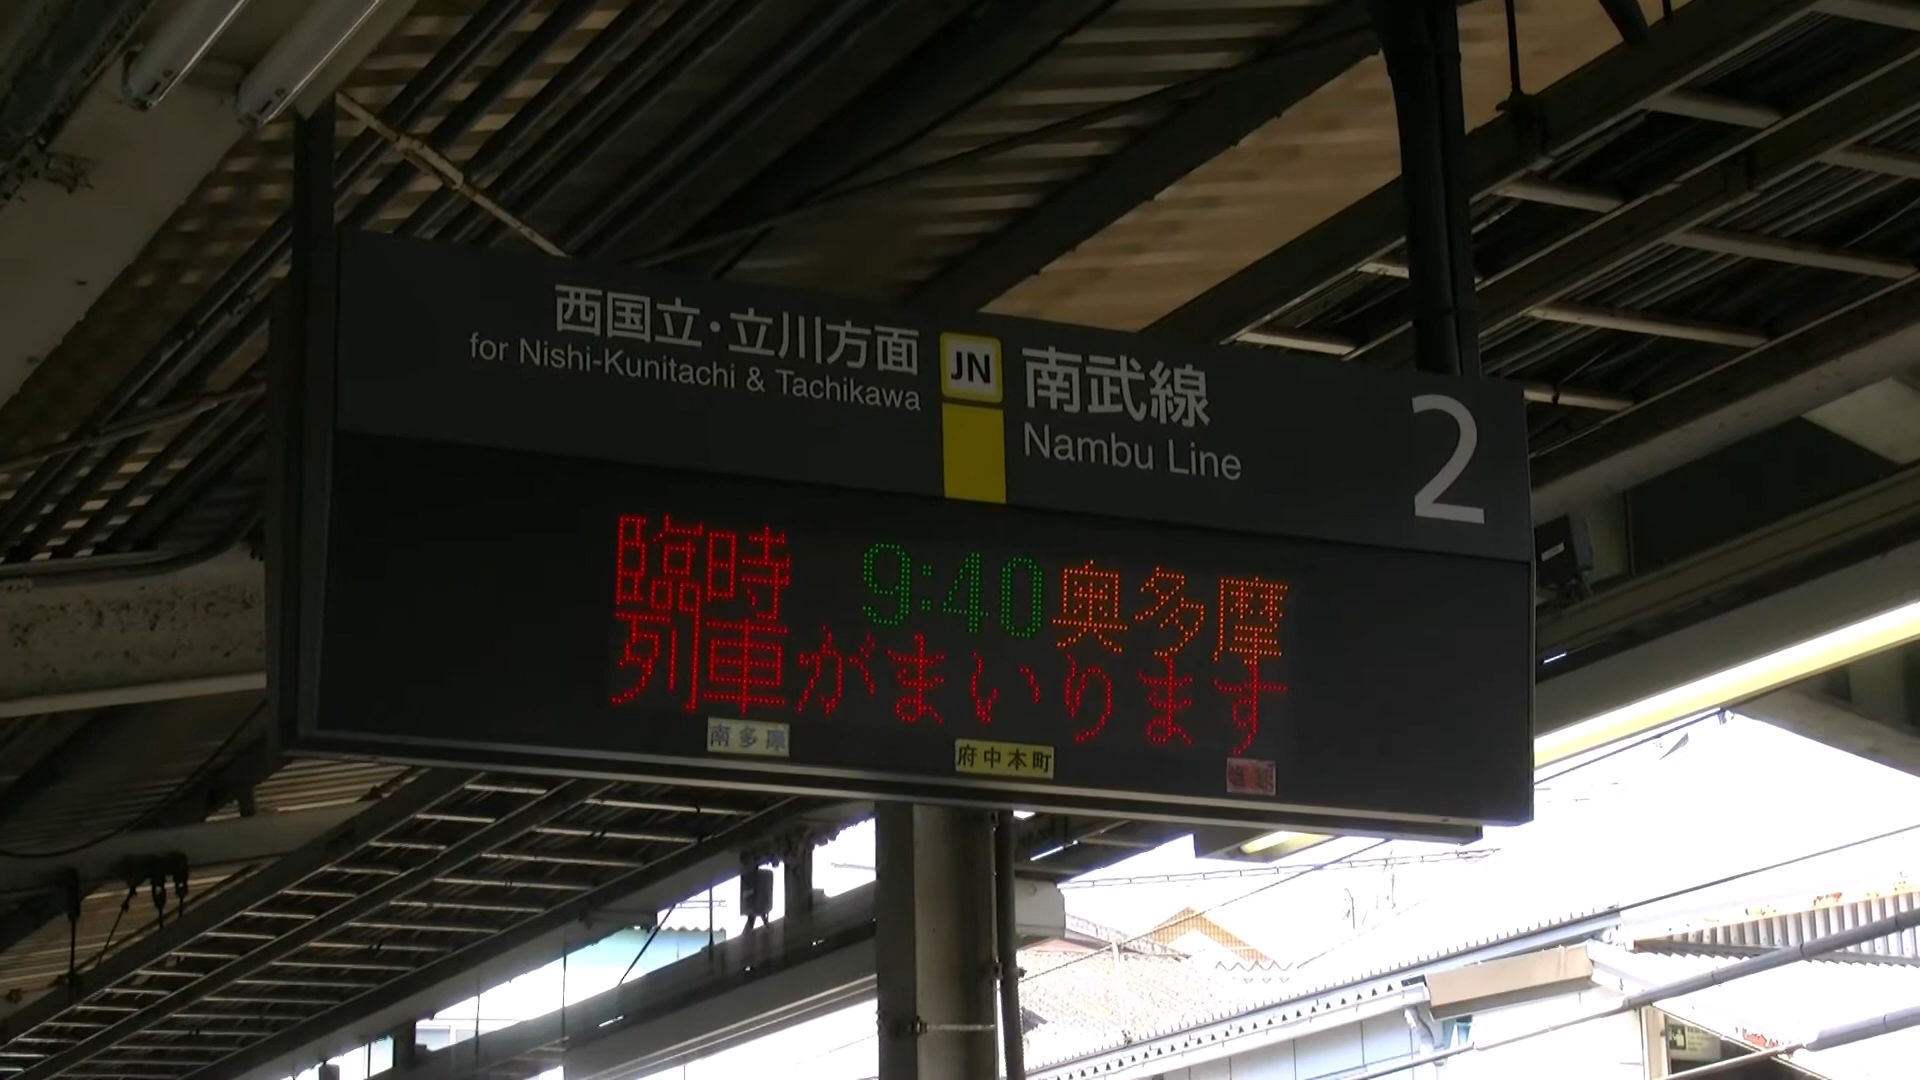 西国立・立川方面
for Nishi-Kunitachi & Tachikawa
JN
南武線
Nambu Line
2
臨時 9:40 奥多摩
列車がまいります
南多摩
府中本町